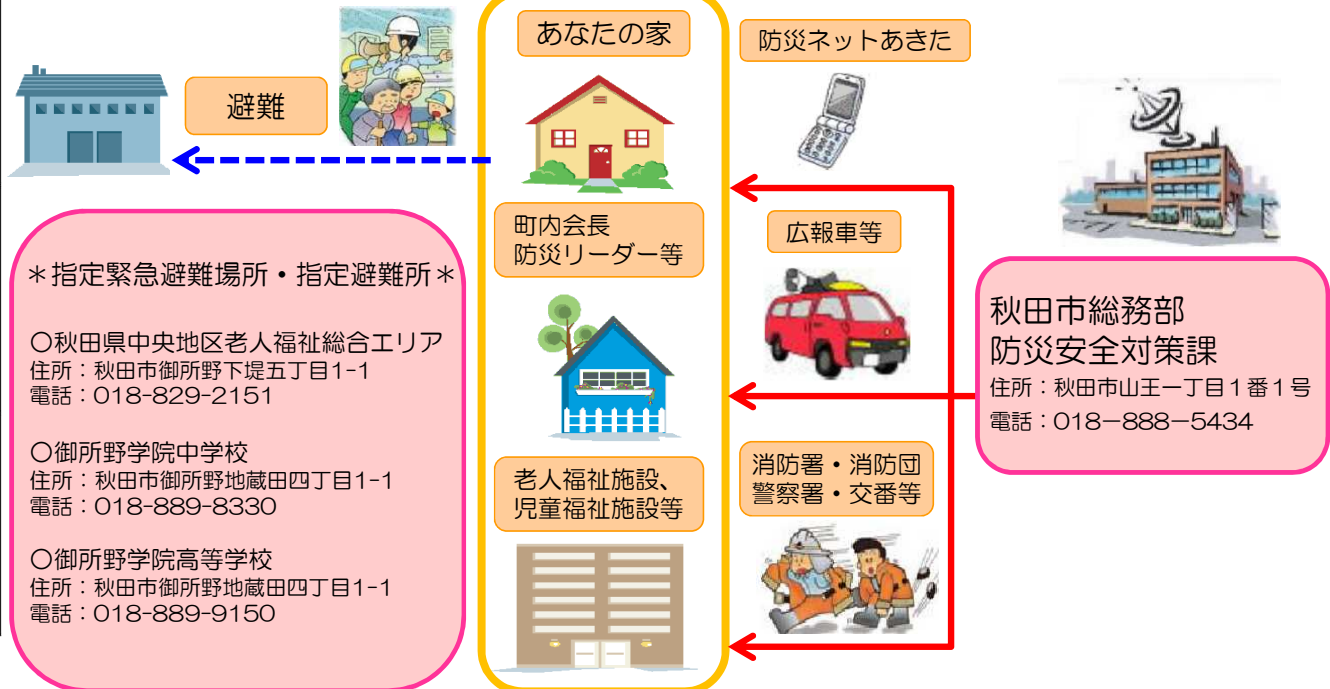 避難
あなたの家
防災ネットあきた
町内会長
防災リーダー等
広報車等
老人福祉施設、
児童福祉施設等
消防署・消防団
警察署・交番等
＊指定緊急避難場所・指定避難所＊
〇秋田県中央地区老人福祉総合エリア
住所：秋田市御所野下堤五丁目1-1
電話：018-829-2151
〇御所野学院中学校
住所：秋田市御所野地蔵田四丁目1-1
電話：018-889-8330
〇御所野学院高等学校
住所：秋田市御所野地蔵田四丁目1-1
電話：018-889-9150
秋田市総務部
防災安全対策課
住所：秋田市山王一丁目１番１号
電話：018－888－5434